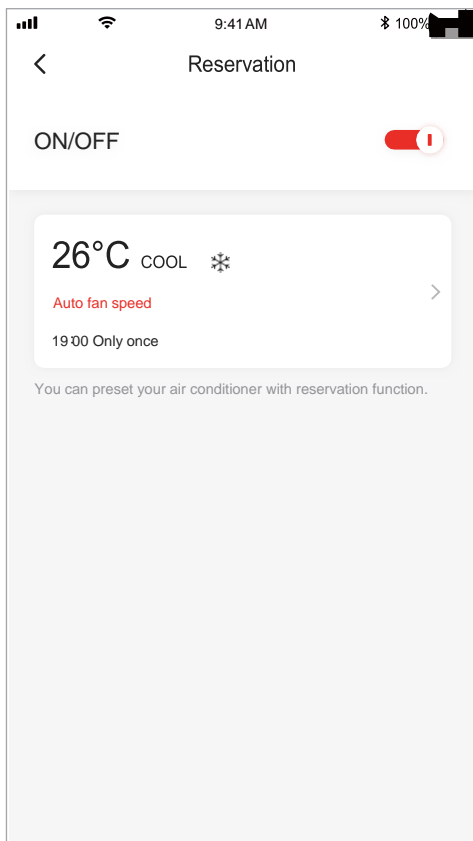 9:41 AM 100%
Reservation
ON/OFF
26°C COOL
Auto fan speed
19:00 Only once
You can preset your air conditioner with reservation function.